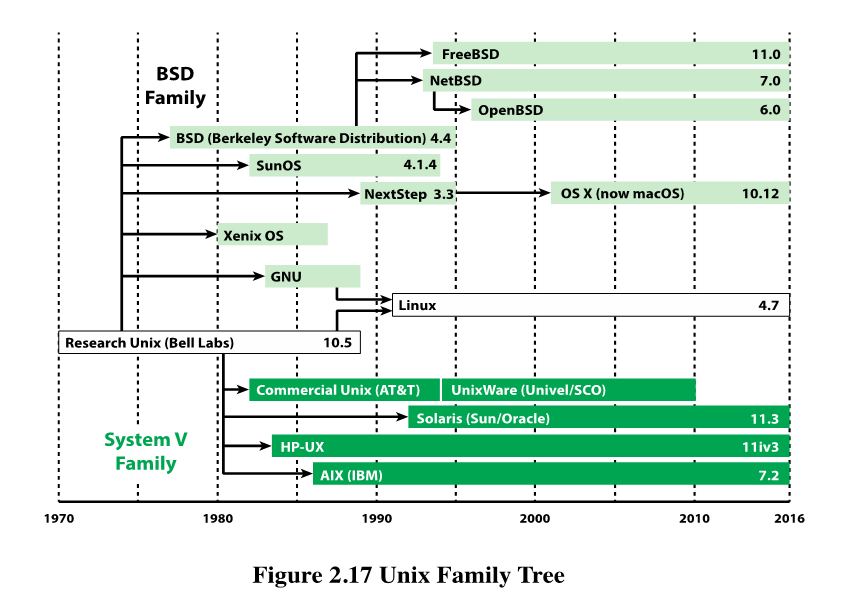 FreeBSD 11.0
BSD
Family
NetBSD 7.0
OpenBSD 6.0
BSD (Berkeley Software Distribution) 4.4
SunOS 4.1.4
NextStep 3.3
OS X (now macOS) 10.12
Xenix OS
GNU
Linux 4.7
Research Unix (Bell Labs) 10.5
Commercial Unix (AT&T)
UnixWare (Univel/SCO)
Solaris (Sun/Oracle) 11.3
System V
Family
HP-UX 11iv3
AIX (IBM) 7.2
1970 1980 1990 2000 2010 2016
Figure 2.17 Unix Family Tree